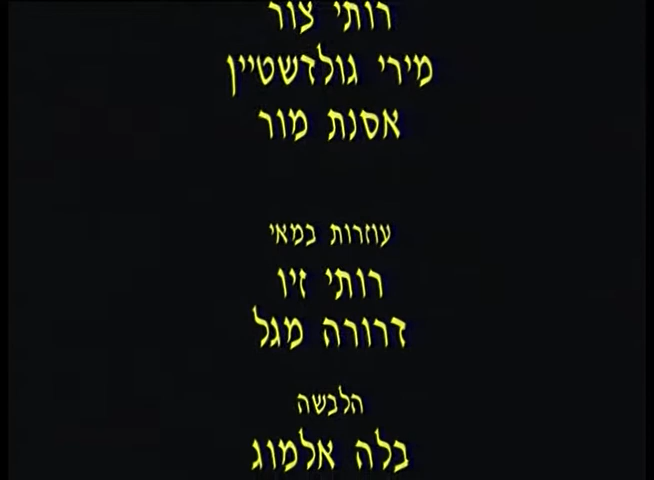 רותי צור
מירי גולדשטיין
אסנת מור
עוזרות במאי
רותי זיו
דרורה מגל
הלבשה
בלה אלמוג